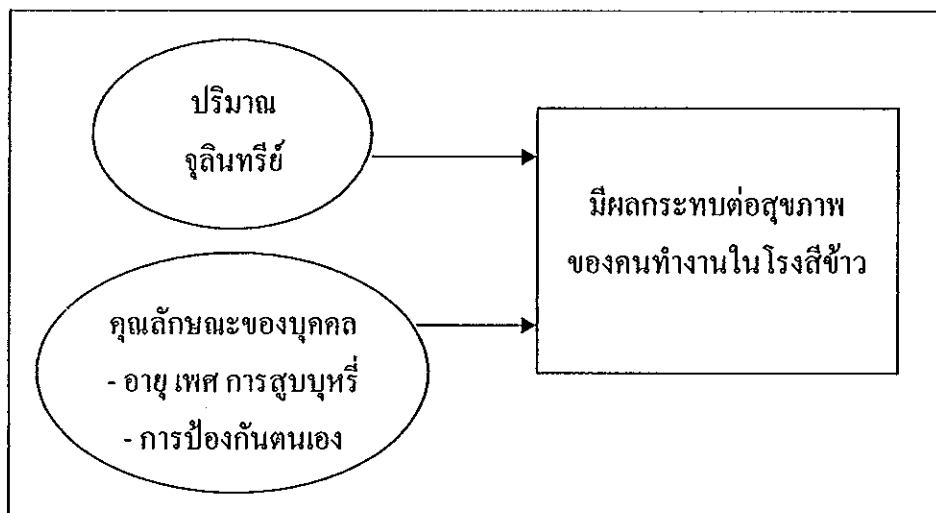 ปริมาณ
จุลินทรีย์
มีผลกระทบต่อสุขภาพ
ของคนทำงานในโรงสีข้าว
คุณลักษณะของบุคคล
- อายุ เพศ การสูบบุหรี่
- การป้องกันตนเอง